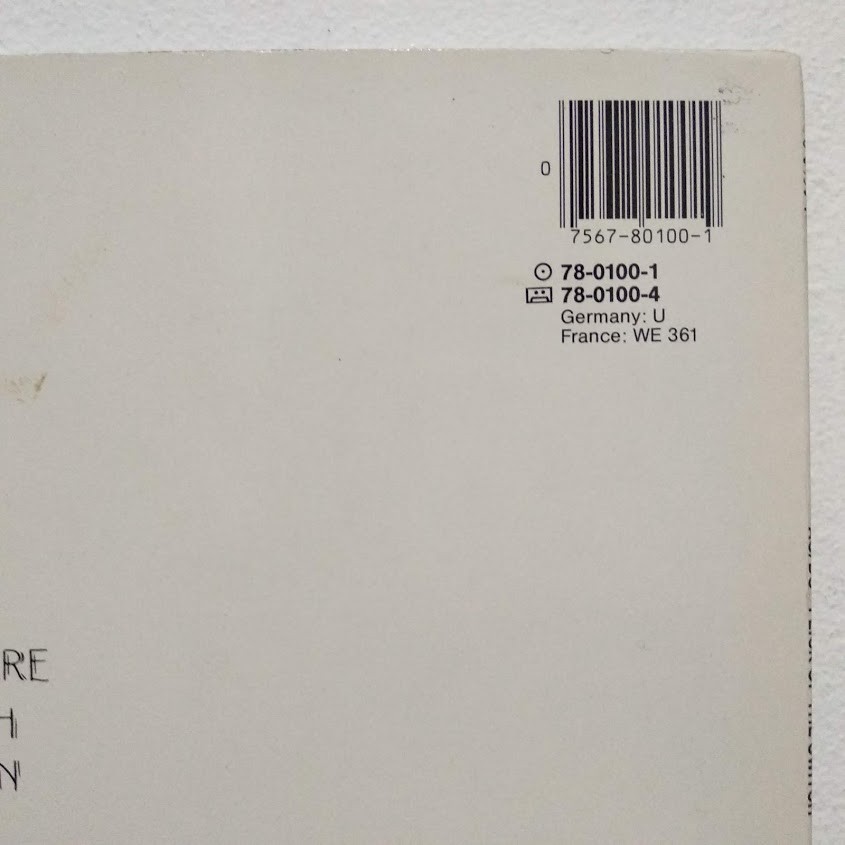 0
7567-80100-1
78-0100-1
78-0100-4
Germany: U
France: WE 361
RE
H
N